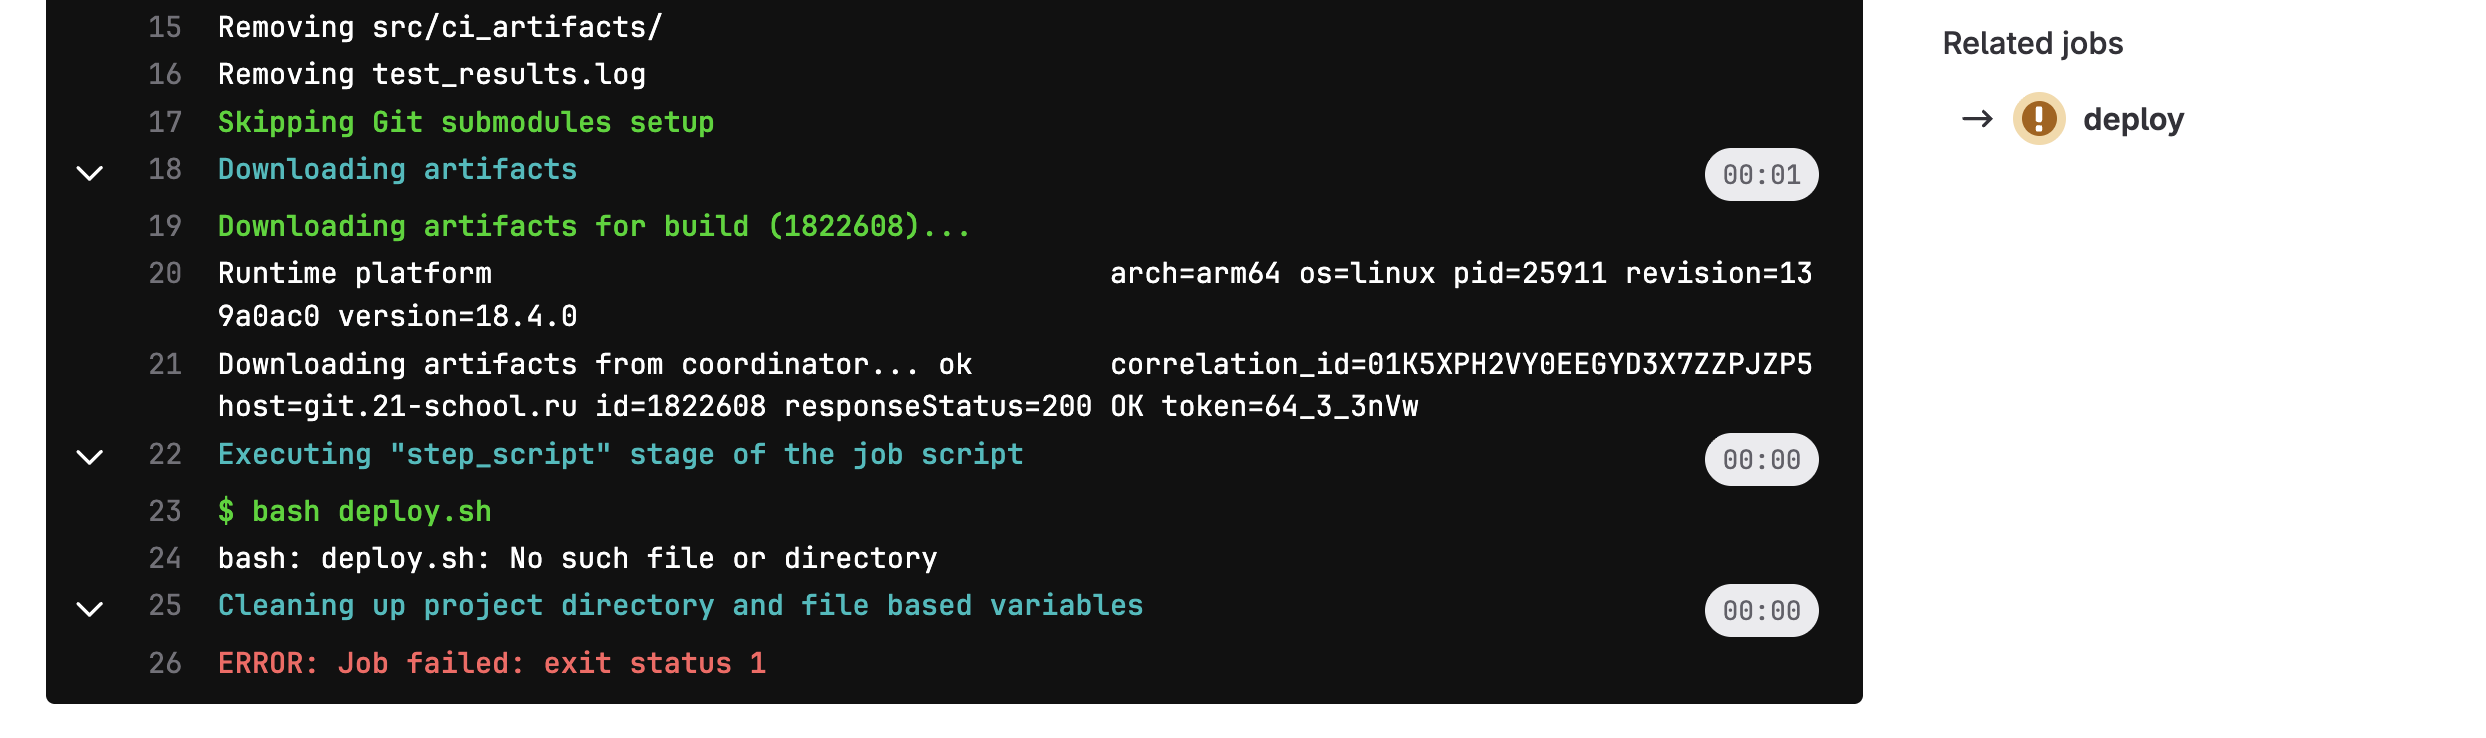 15 Removing src/ci_artifacts/
16 Removing test_results.log
17 Skipping Git submodules setup
18 Downloading artifacts 00:01
19 Downloading artifacts for build (1822608)...
20 Runtime platform arch=arm64 os=linux pid=25911 revision=13
9a0ac0 version=18.4.0
21 Downloading artifacts from coordinator... ok correlation_id=01K5XPH2VY0EEGYD3X7ZZPJZP5
host=git.21-school.ru id=1822608 responseStatus=200 OK token=64_3_3nVw
22 Executing "step_script" stage of the job script 00:00
23 $ bash deploy.sh
24 bash: deploy.sh: No such file or directory
25 Cleaning up project directory and file based variables 00:00
26 ERROR: Job failed: exit status 1
Related jobs
→ deploy